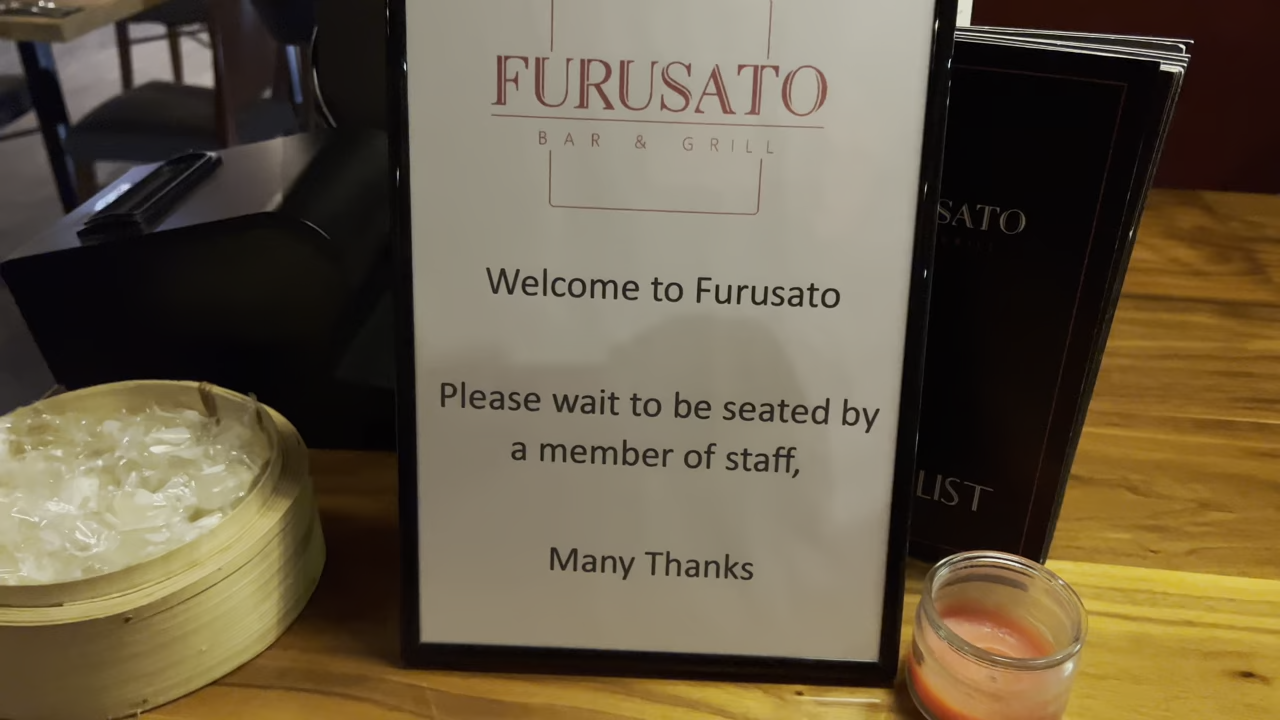 FURUSATO
BAR & GRILL
Welcome to Furusato
Please wait to be seated by
a member of staff,
Many Thanks
SATO
LIST